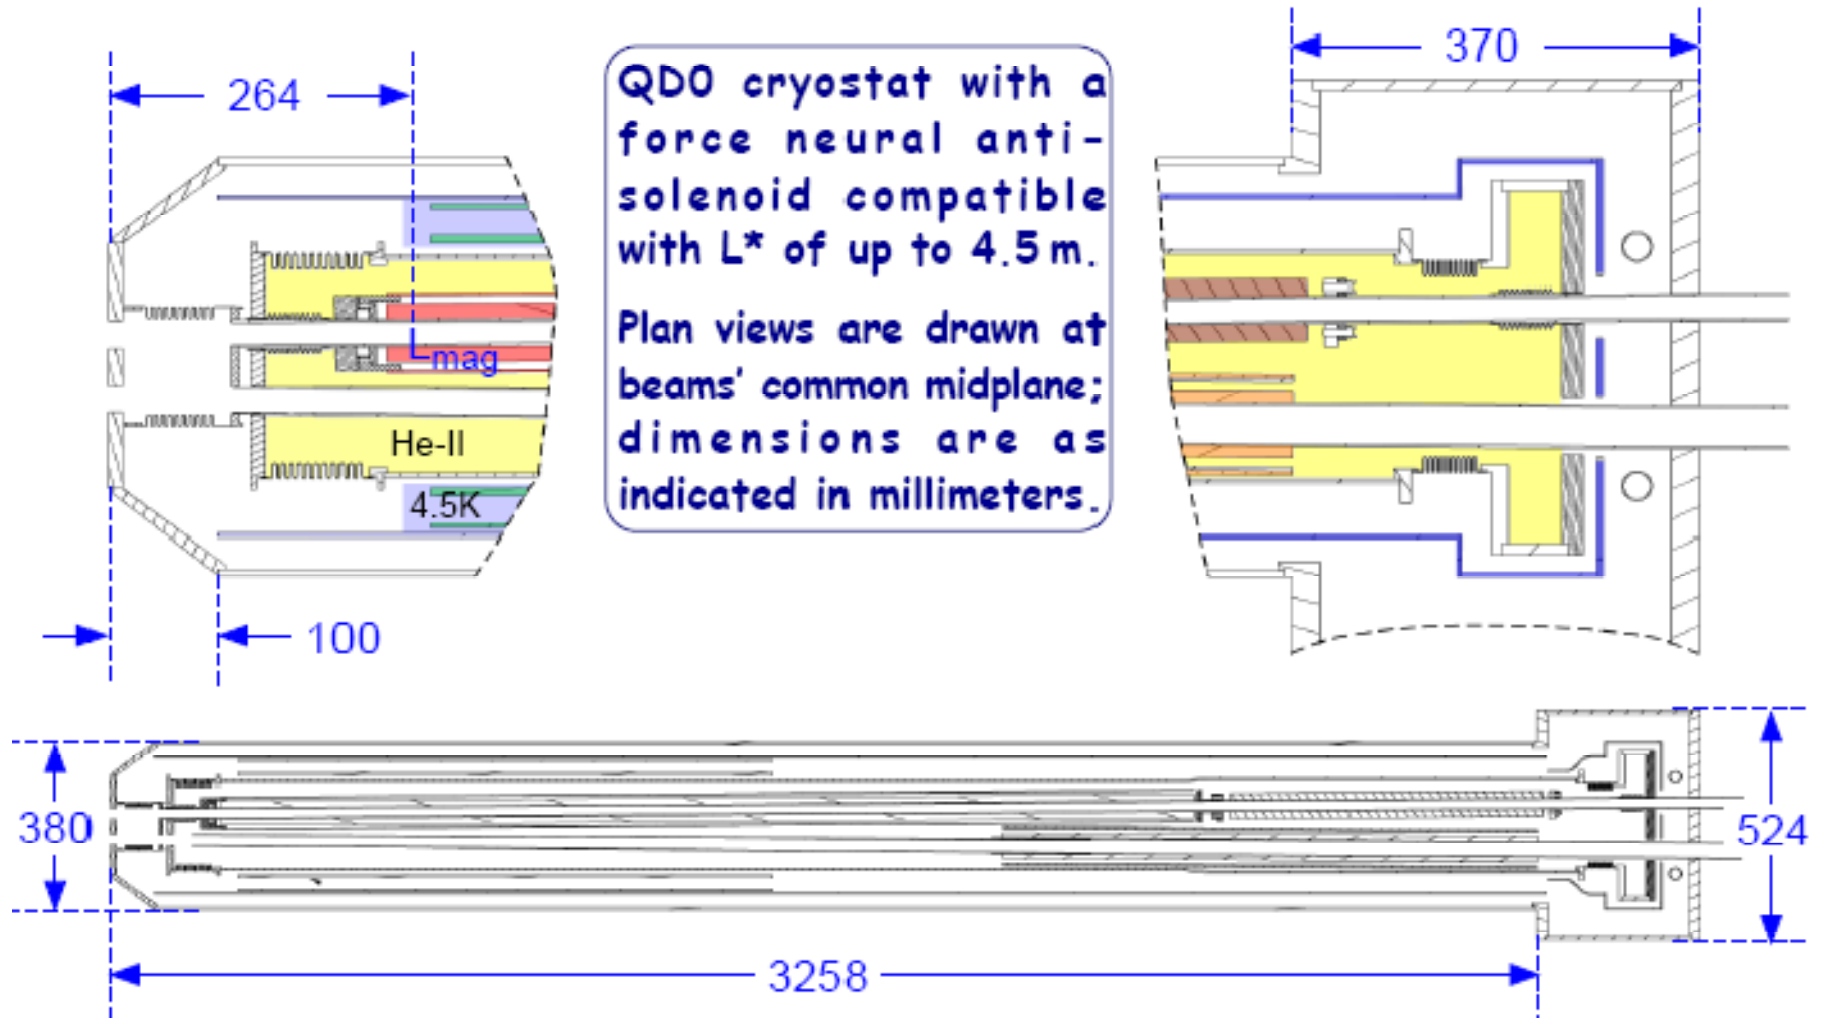 264
370
QD0 cryostat with a
force neural anti-
solenoid compatible
with L* of up to 4.5 m.
Plan views are drawn at
beams' common midplane;
dimensions are as
indicated in millimeters.
Lmag
He-II
4.5K
100
380
524
3258